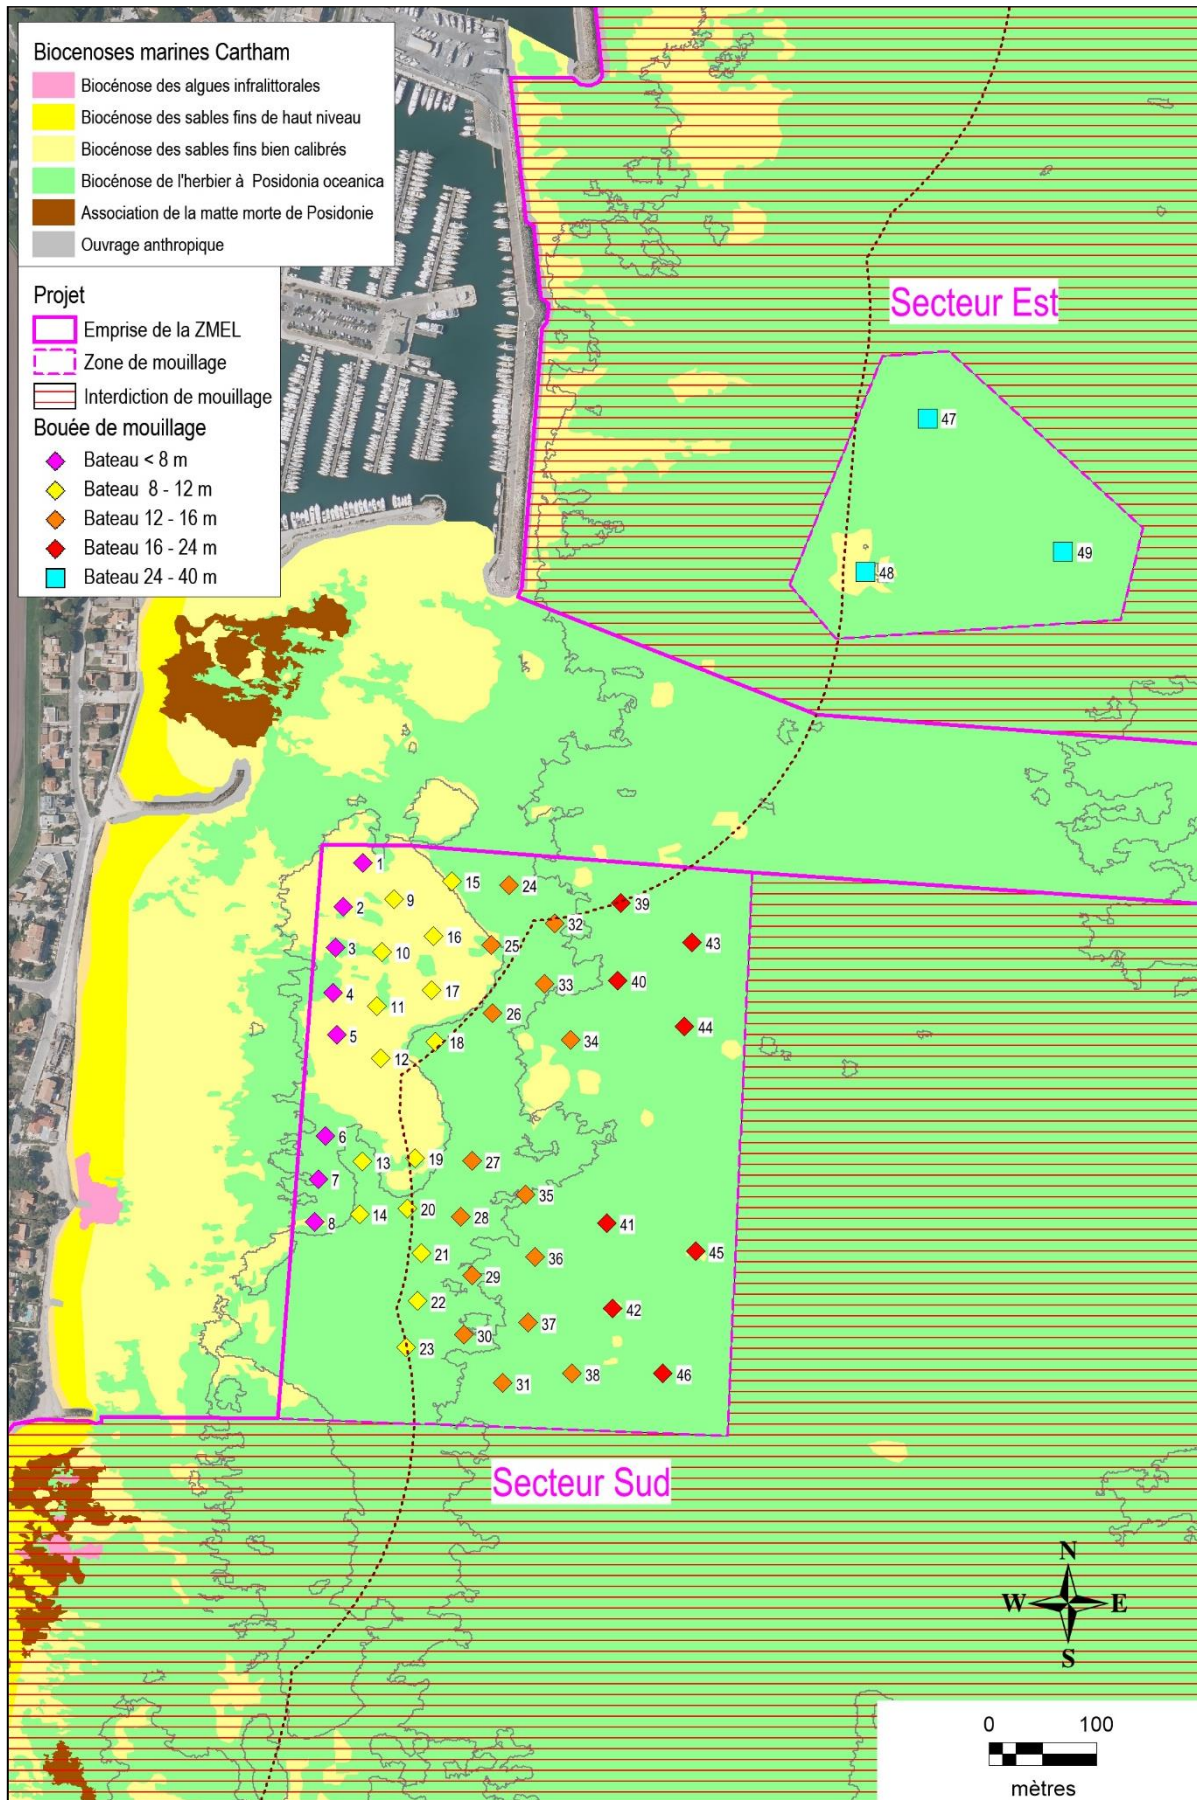 Biocenoses marines Cartham
Biocénose des algues infralittorales
Biocénose des sables fins de haut niveau
Biocénose des sables fins bien calibrés
Biocénose de l'herbier à Posidonia oceanica
Association de la matte morte de Posidonie
Ouvrage anthropique
Projet
Emprise de la ZMEL
Zone de mouillage
Interdiction de mouillage
Bouée de mouillage
Bateau < 8 m
Bateau 8 - 12 m
Bateau 12 - 16 m
Bateau 16 - 24 m
Bateau 24 - 40 m
Secteur Est
47
49
48
1
15
24
9
2
39
32
16
43
25
3
10
40
33
4
17
11
26
44
5
34
18
12
6
19
27
13
7
35
20
14
28
8
41
45
21
36
29
22
42
37
30
23
38
46
31
Secteur Sud
N
W E
S
0 100
mètres